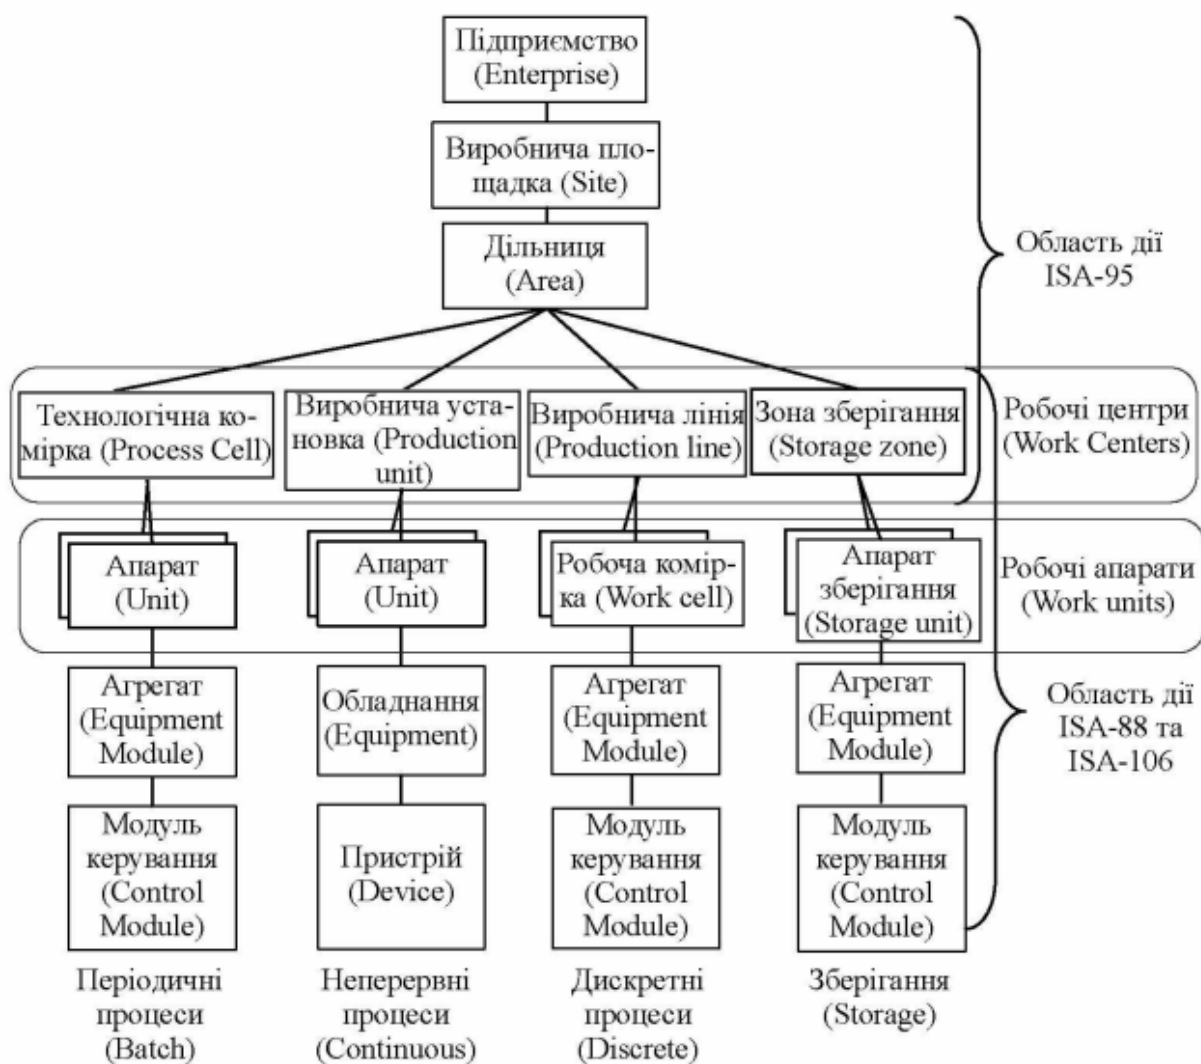 Підприємство
(Enterprise)
Виробнича пло-
щадка (Site)
Дільниця
(Area)
Область дії
ISA-95
Технологічна ко-
мірка (Process Cell)
Виробнича уста-
новка (Production
unit)
Виробнича лінія
(Production line)
Зона зберігання
(Storage zone)
Робочі центри
(Work Centers)
Апарат
(Unit)
Апарат
(Unit)
Робоча комір-
ка (Work cell)
Апарат
зберігання
(Storage unit)
Робочі апарати
(Work units)
Агрегат
(Equipment
Module)
Обладнання
(Equipment)
Агрегат
(Equipment
Module)
Агрегат
(Equipment
Module)
Область дії
ISA-88 та
ISA-106
Модуль
керування
(Control
Module)
Пристрій
(Device)
Модуль
керування
(Control
Module)
Модуль
керування
(Control
Module)
Періодичні
процеси
(Batch)
Неперервні
процеси
(Continuous)
Дискретні
процеси
(Discrete)
Зберігання
(Storage)